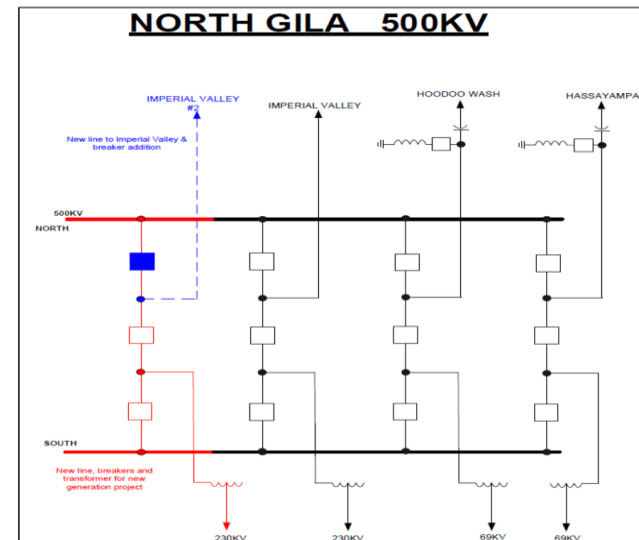 NORTH GILA 500KV
IMPERIAL VALLEY
#2
IMPERIAL VALLEY
HOODOO WASH
HASSAYAMPA
New line to Imperial Valley &
breaker addition
500KV
NORTH
SOUTH
New line, breakers and
transformer for new
generation project
230KV
230KV
69KV
69KV